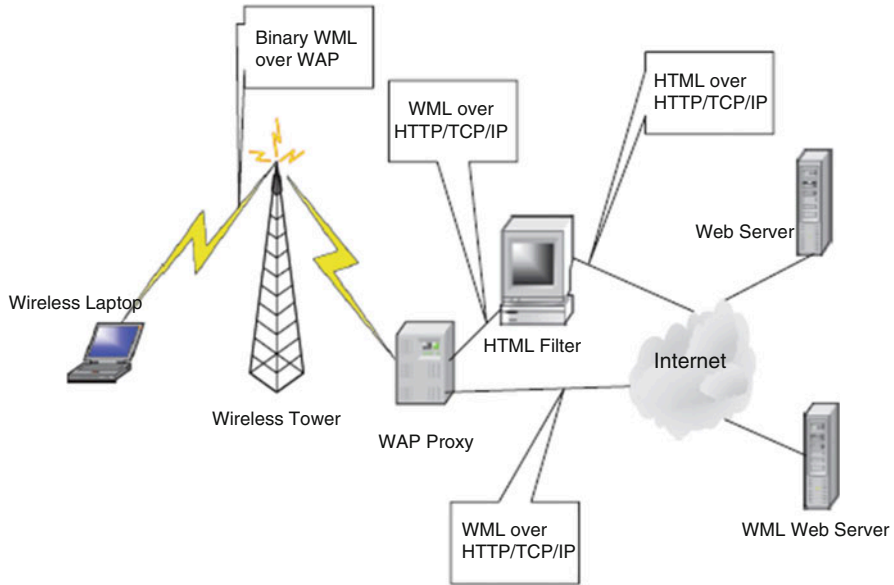 Binary WML
over WAP
WML over
HTTP/TCP/IP
HTML over
HTTP/TCP/IP
Web Server
Wireless Laptop
HTML Filter
Internet
Wireless Tower
WAP Proxy
WML over
HTTP/TCP/IP
WML Web Server